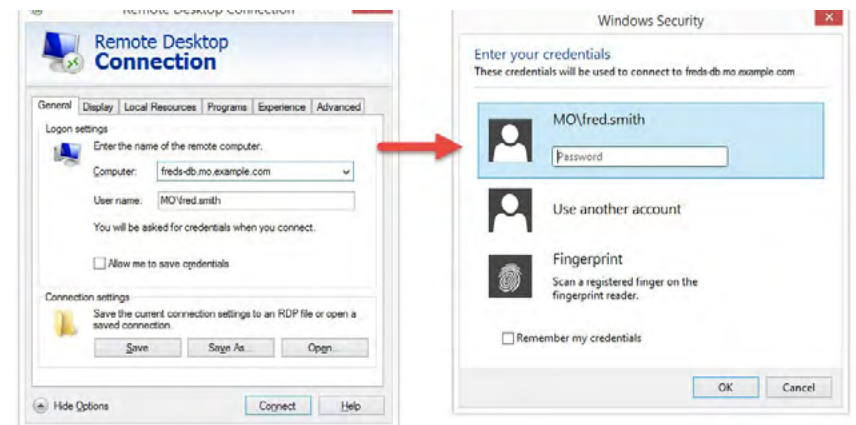 Remote Desktop Connection
Remote Desktop
Connection
General Display Local Resources Programs Experience Advanced
Logon settings
Enter the name of the remote computer.
Computer: freds-db.mo.example.com
User name: MO\fred.smith
You will be asked for credentials when you connect.
Allow me to save credentials
Connection settings
Save the current connection settings to an RDP file or open a
saved connection.
Save Save As... Open...
Hide Options Connect Help
Windows Security
Enter your credentials
These credentials will be used to connect to freds-db.mo.example.com
MO\fred.smith
Password
Use another account
Fingerprint
Scan a registered finger on the
fingerprint reader.
Remember my credentials
OK Cancel